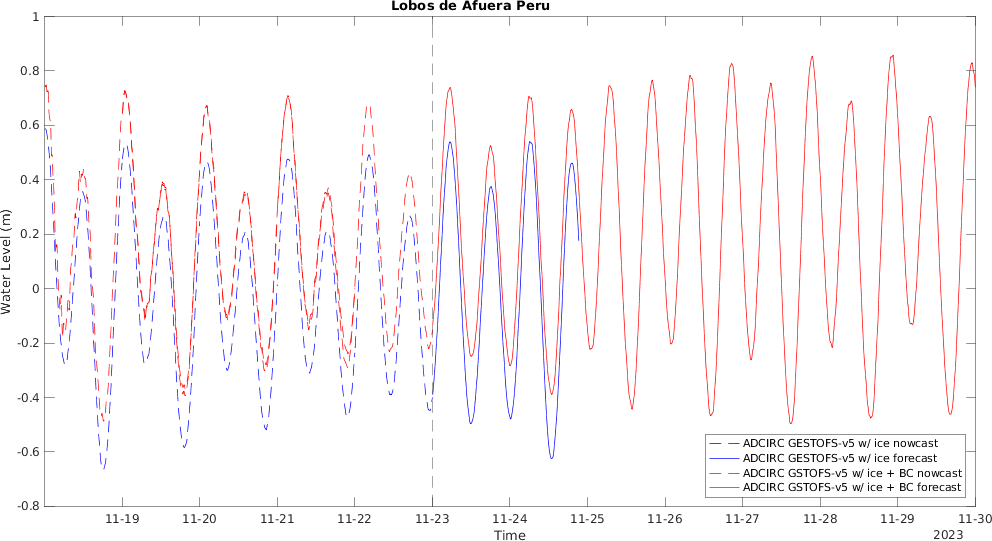 Lobos de Afuera Peru
1
0.8
0.6
0.4
0.2
0
-0.2
-0.4
-0.6
-0.8
Water Level (m)
ADCIRC GESTOFS-v5 w/ ice nowcast
ADCIRC GESTOFS-v5 w/ ice forecast
ADCIRC GSTOFS-v5 w/ ice + BC nowcast
ADCIRC GSTOFS-v5 w/ ice + BC forecast
11-19 11-20 11-21 11-22 11-23 11-24 11-25 11-26 11-27 11-28 11-29 11-30
Time
2023